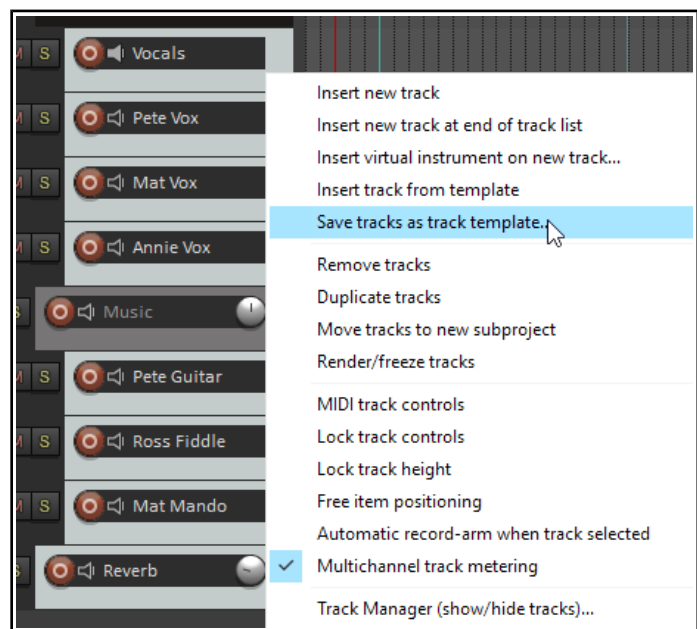 M S Vocals
Insert new track
M S Pete Vox
Insert new track at end of track list
Insert virtual instrument on new track...
M S Mat Vox
Insert track from template
Save tracks as track template...
M S Annie Vox
Remove tracks
Duplicate tracks
S Music
Move tracks to new subproject
Render/freeze tracks
M S Pete Guitar
MIDI track controls
M S Ross Fiddle
Lock track controls
Lock track height
M S Mat Mando
Free item positioning
Automatic record-arm when track selected
S Reverb
Multichannel track metering
Track Manager (show/hide tracks)...